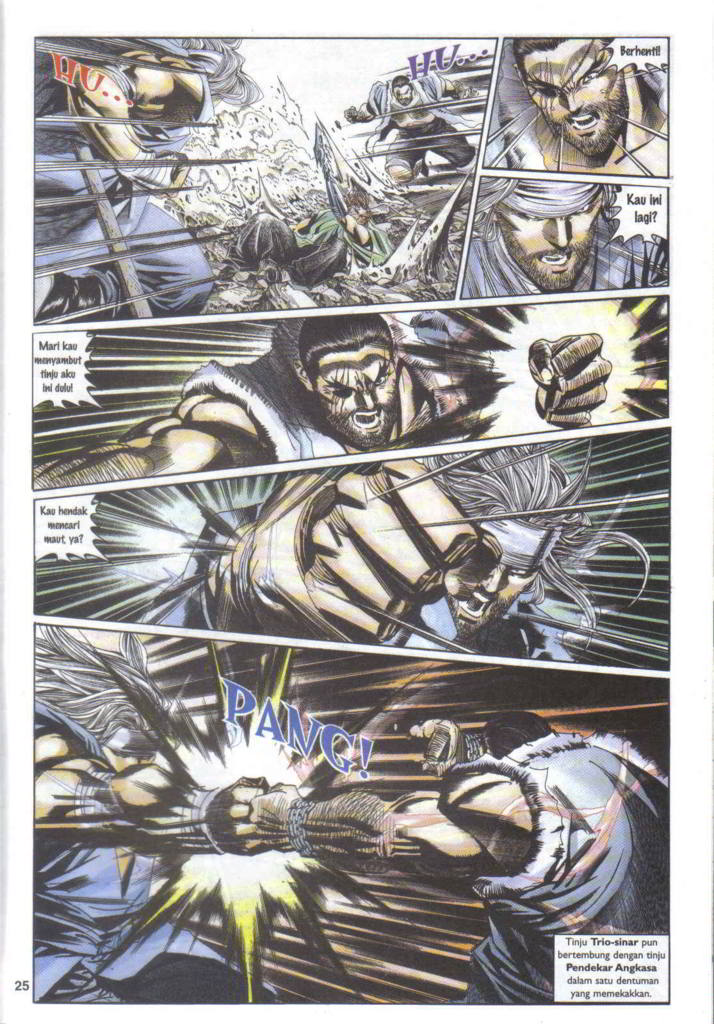 HU...
HU...
Berhenti!
Kau ini
lagi?
Mari kau
menyambut
tinju aku
ini dulu!
Kau hendak
mencari
maut, ya?
PANG!
Tinju Trio-sinar pun
bertembung dengan tinju
Pendekar Angkasa
dalam satu dentuman
yang memekakkan.
25